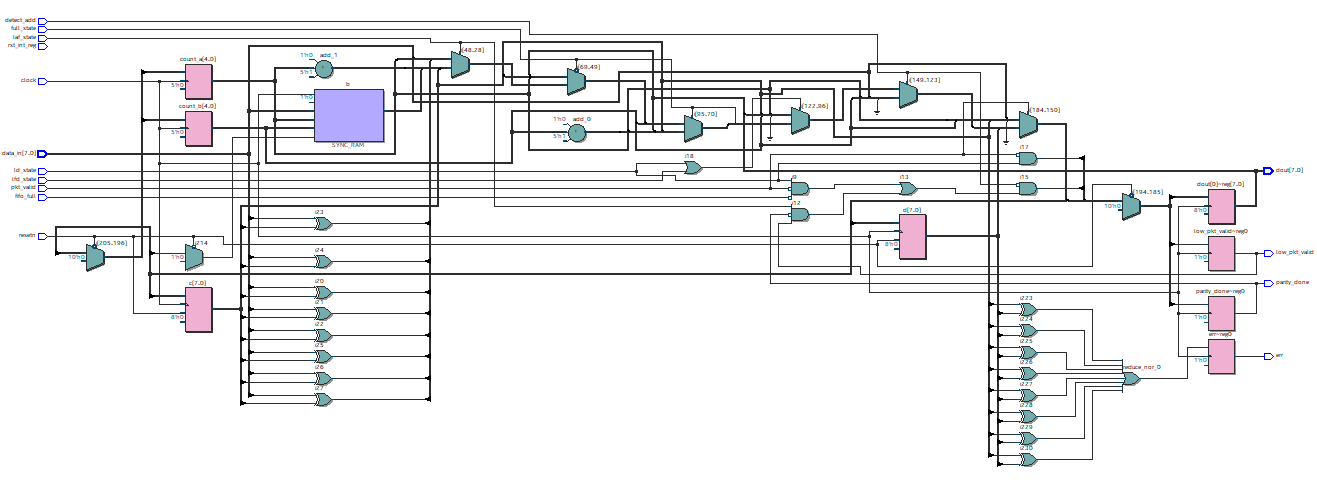 detect_add
full_state
laf_state
rst_int_reg
clock
data_in[7.0]
ld_state
lfd_state
pkt_valid
fifo_full
resetn
count_a[4.0]
5'h0
count_b[4.0]
5'h0
1'h0
add_1
5'h1
b
1'h0
SYNC_RAM
{48.28}
{69.49}
1'h0
add_0
5'h1
{95.70}
{122.96}
{149.123}
{184.150}
i18
i17
i9
i13
i15
i12
{194.185}
10'h0
dout[0]~reg[7.0]
8'h0
dout[7.0]
d[7.0]
8'h0
low_pkt_valid~reg0
1'h0
low_pkt_valid
parity_done~reg0
1'h0
parity_done
err~reg0
1'h0
err
{205.196}
10'h0
i214
1'h0
c[7.0]
8'h0
i23
i24
i20
i21
i22
i25
i26
i27
i223
i224
i225
i226
i227
i228
i229
i230
reduce_nor_0